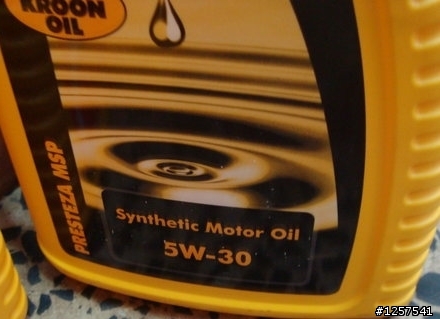 KROON
OIL
PRESTEZA MSP
Synthetic Motor Oil
5W-30
#1257541